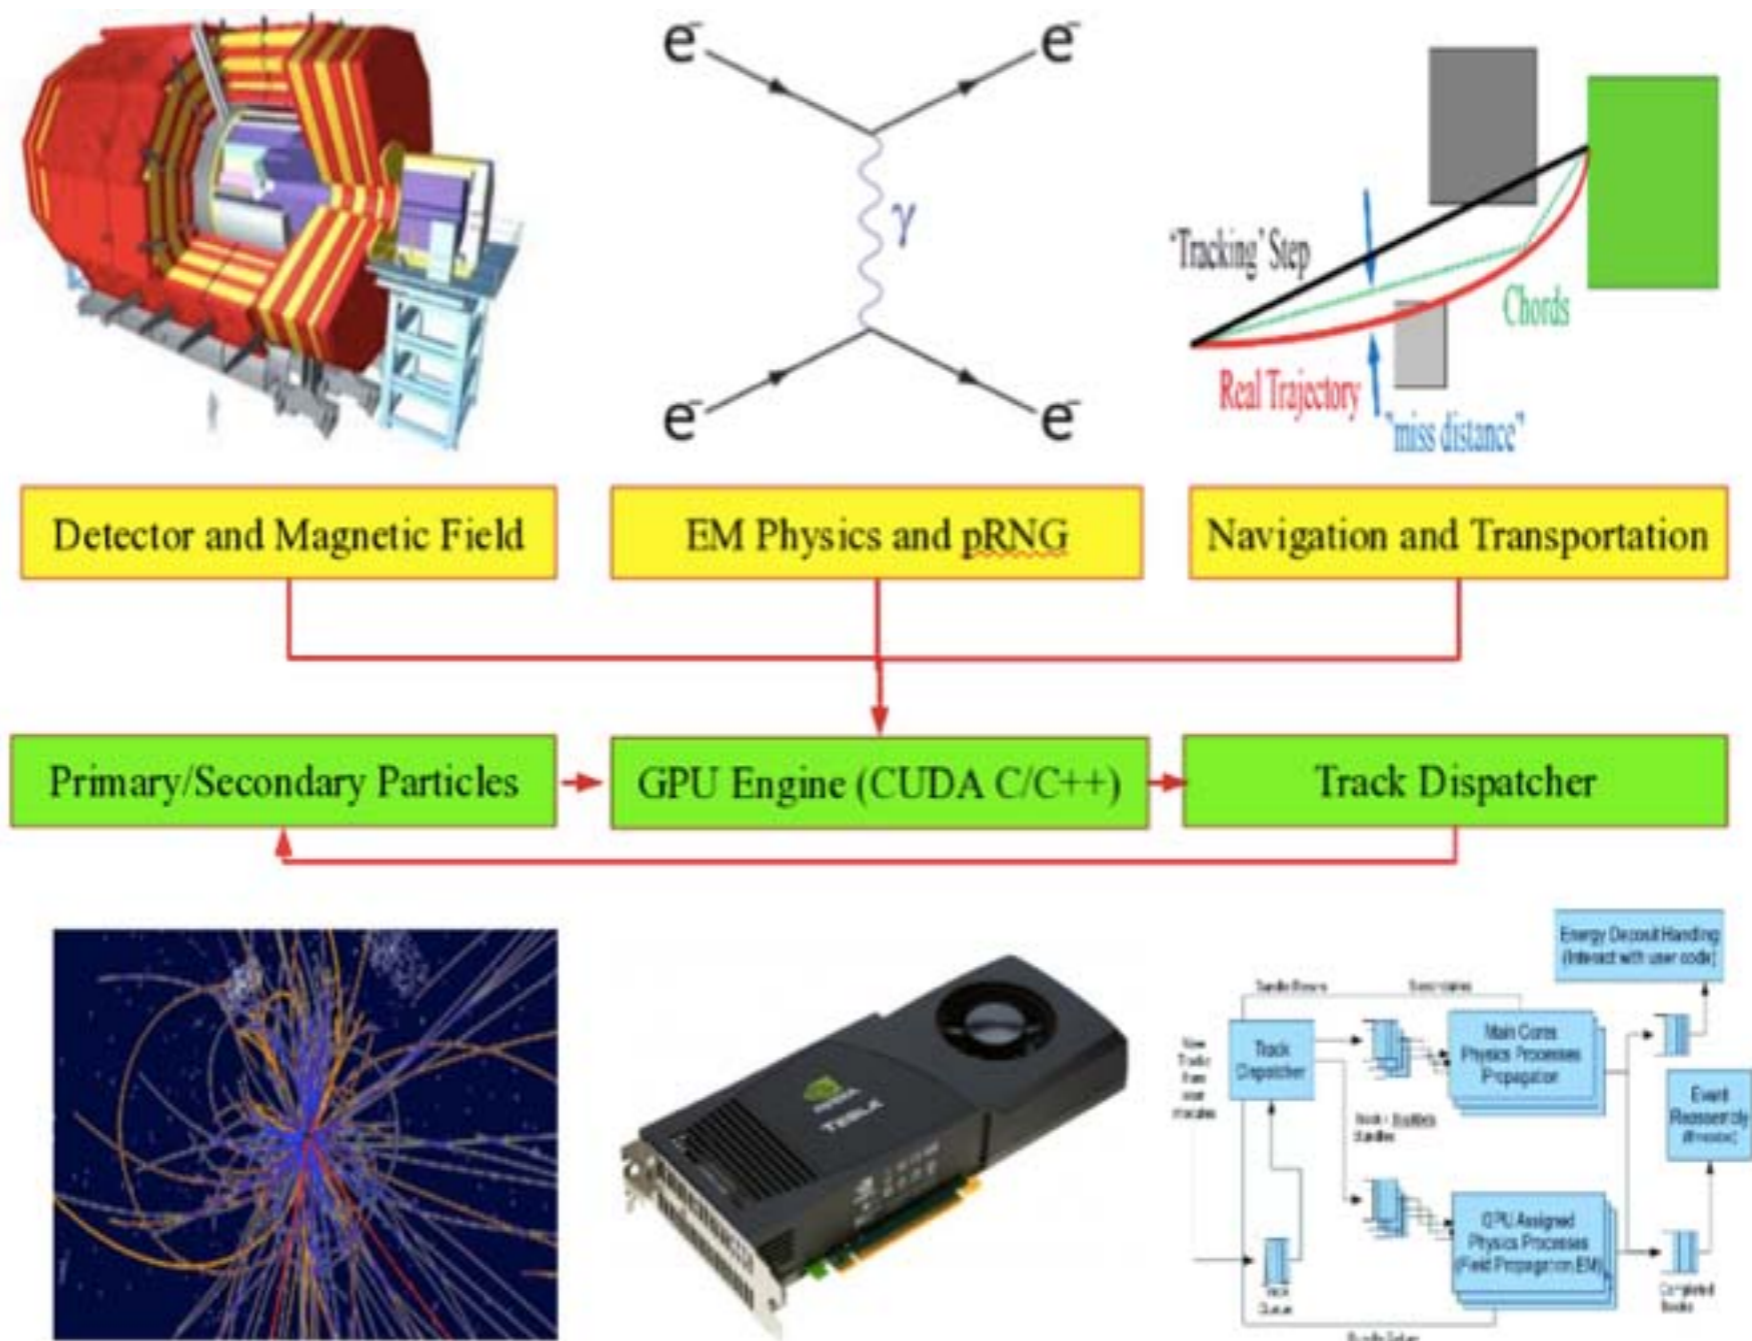 e⁻
e⁻
γ
e⁻
e⁻
'Tracking' Step
Chords
Real Trajectory
"miss distance"
Detector and Magnetic Field
EM Physics and pRNG
Navigation and Transportation
Primary/Secondary Particles
GPU Engine (CUDA C/C++)
Track Dispatcher
TESLA
Energy Deposit Handing
(Interact with user code)
Track
Dispatcher
Main Cores
Physics Processes
Propagation
Event
Reassembly
GPU Assigned
Physics Processes
(Field Propagation,EM)
Completed